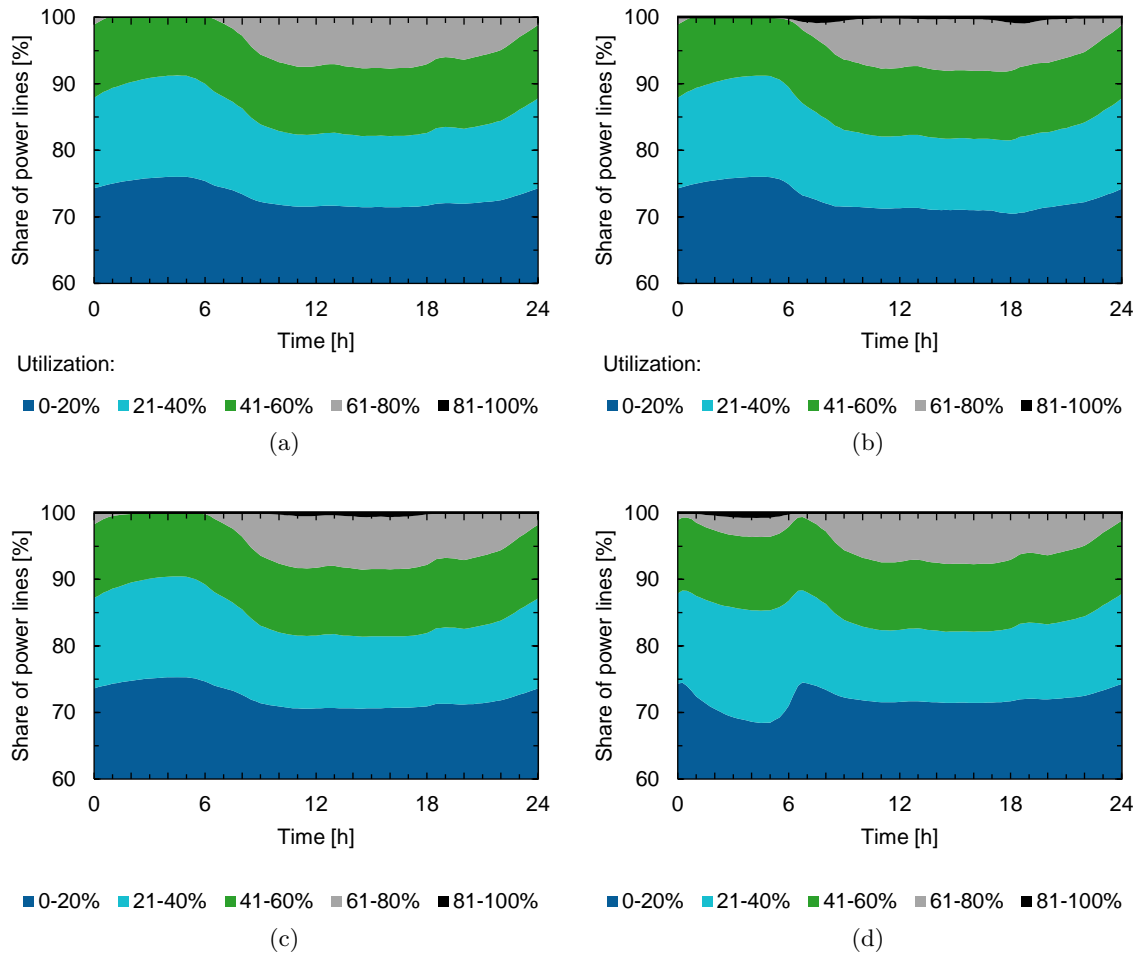 100
90
80
70
60
Share of power lines [%]
0 6 12 18 24
Time [h]
Utilization:
0-20% 21-40% 41-60% 61-80% 81-100%
(a)
100
90
80
70
60
Share of power lines [%]
0 6 12 18 24
Time [h]
Utilization:
0-20% 21-40% 41-60% 61-80% 81-100%
(b)
100
90
80
70
60
Share of power lines [%]
0 6 12 18 24
Time [h]
0-20% 21-40% 41-60% 61-80% 81-100%
(c)
100
90
80
70
60
Share of power lines [%]
0 6 12 18 24
Time [h]
0-20% 21-40% 41-60% 61-80% 81-100%
(d)